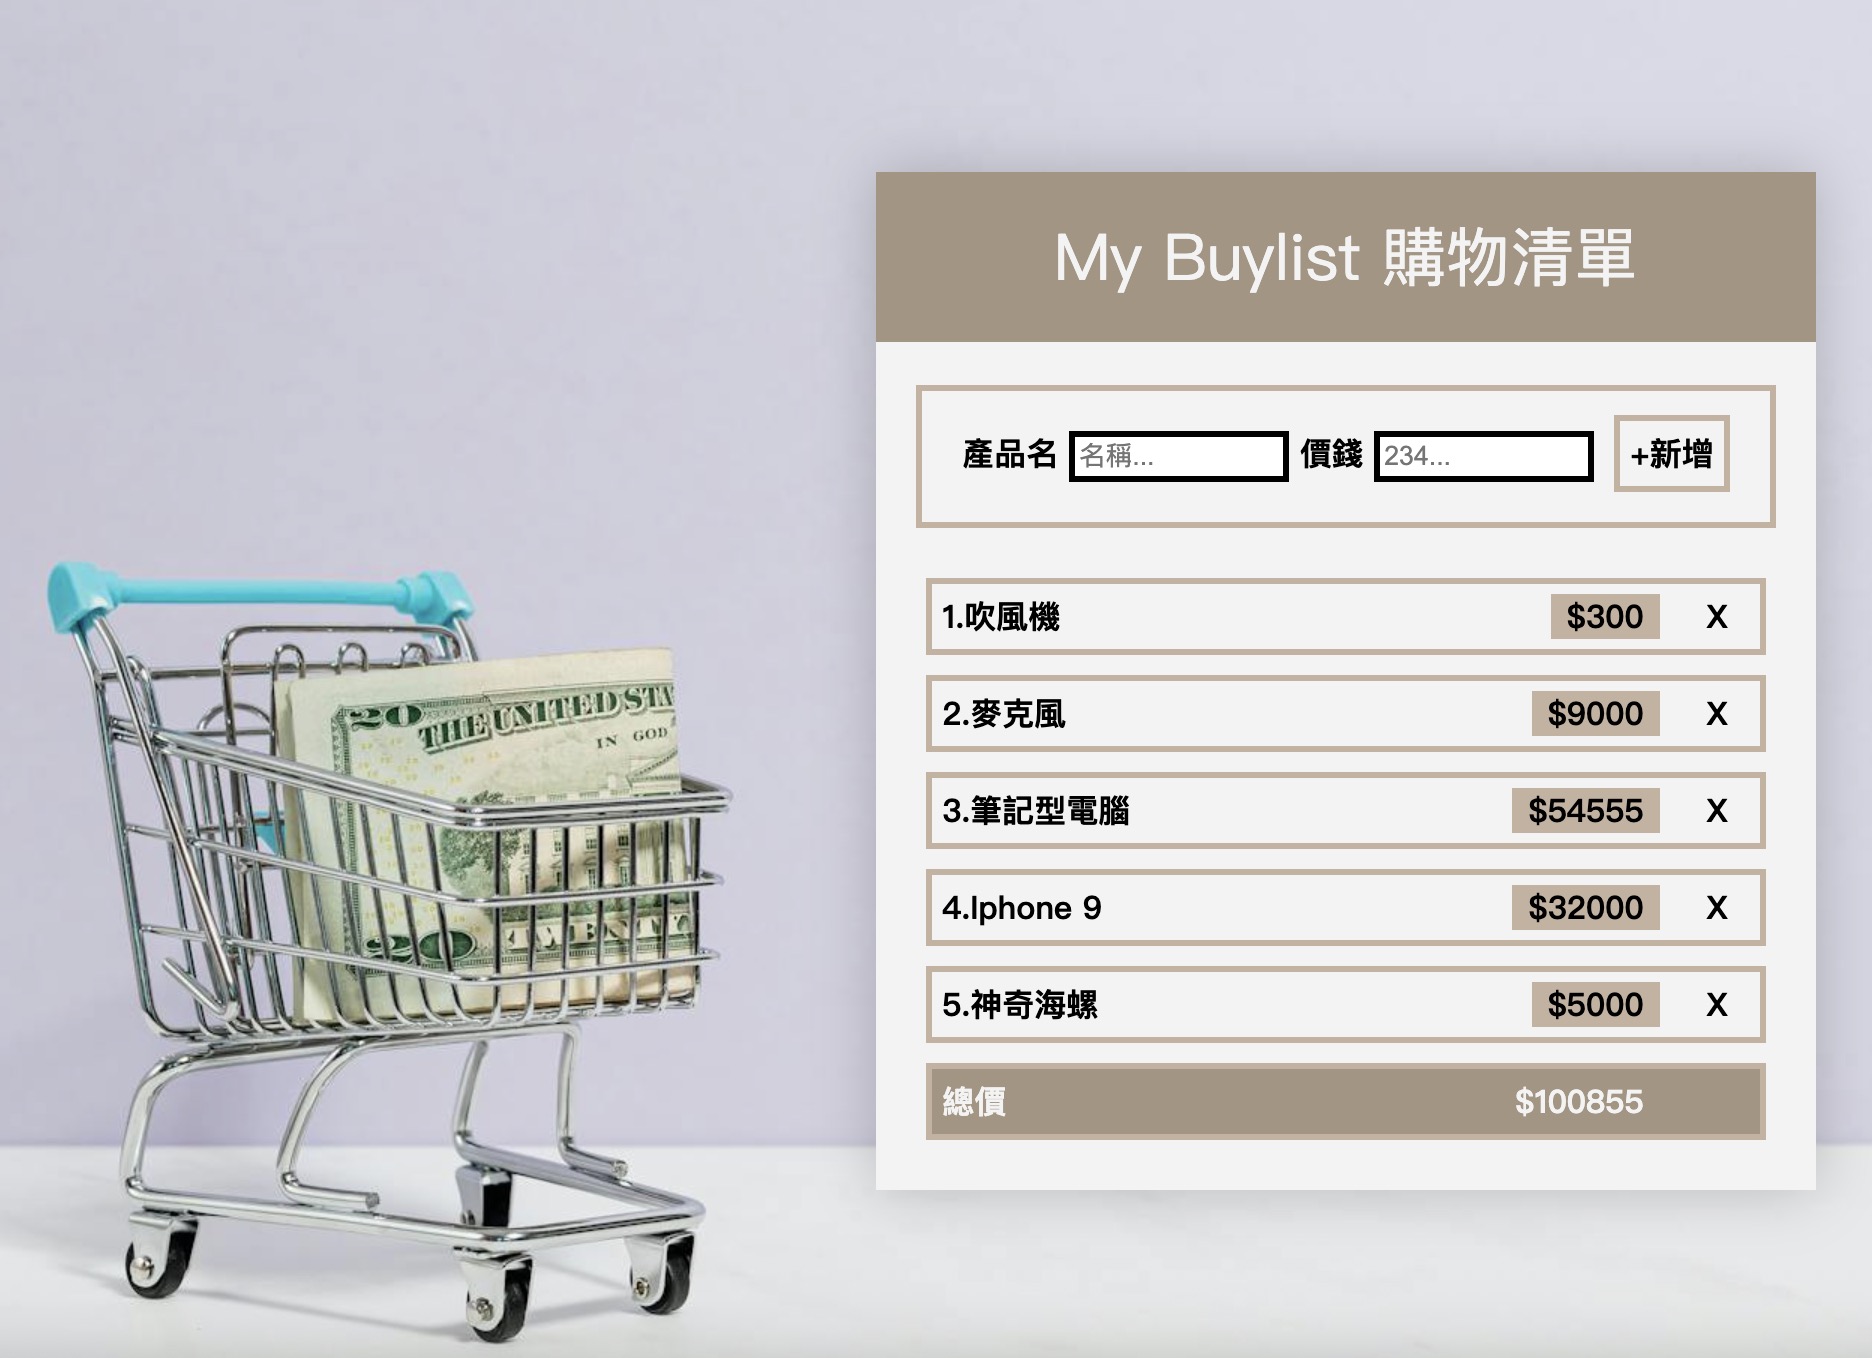 My Buylist 購物清單
產品名 名稱... 價錢 234... +新增
1.吹風機 $300 X
2.麥克風 $9000 X
3.筆記型電腦 $54555 X
4.Iphone 9 $32000 X
5.神奇海螺 $5000 X
總價 $100855
20 THE UNITED STA
IN GOD
20 TWENTY